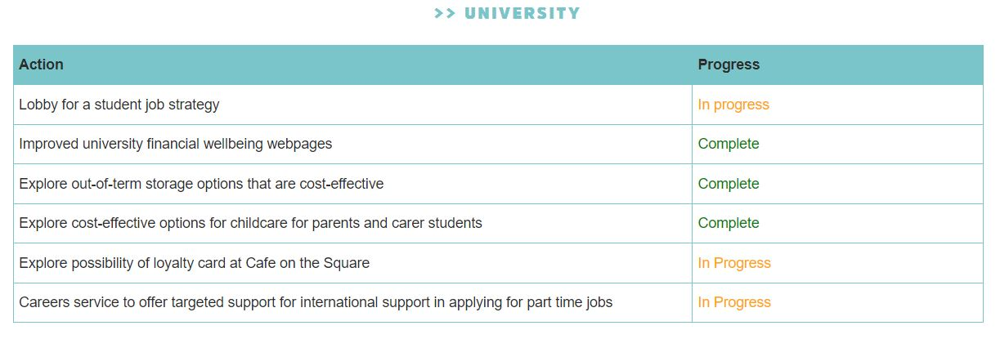 >> UNIVERSITY
Action Progress
Lobby for a student job strategy In progress
Improved university financial wellbeing webpages Complete
Explore out-of-term storage options that are cost-effective Complete
Explore cost-effective options for childcare for parents and carer students Complete
Explore possibility of loyalty card at Cafe on the Square In Progress
Careers service to offer targeted support for international support in applying for part time jobs In Progress